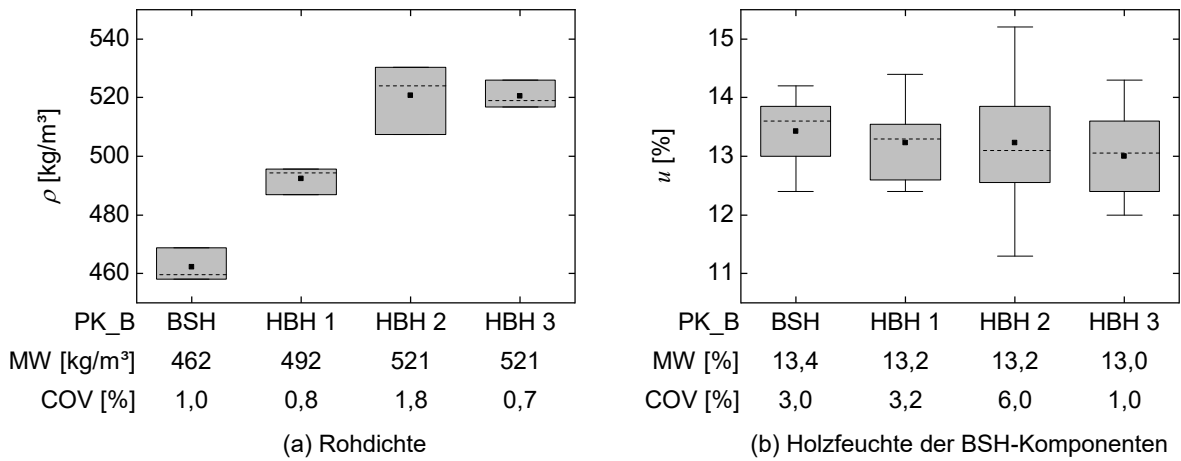 540
520
500
480
460
ρ [kg/m³]
PK_B BSH HBH 1 HBH 2 HBH 3
MW [kg/m³] 462 492 521 521
COV [%] 1,0 0,8 1,8 0,7
(a) Rohdichte
15
14
13
12
11
u [%]
PK_B BSH HBH 1 HBH 2 HBH 3
MW [%] 13,4 13,2 13,2 13,0
COV [%] 3,0 3,2 6,0 1,0
(b) Holzfeuchte der BSH-Komponenten